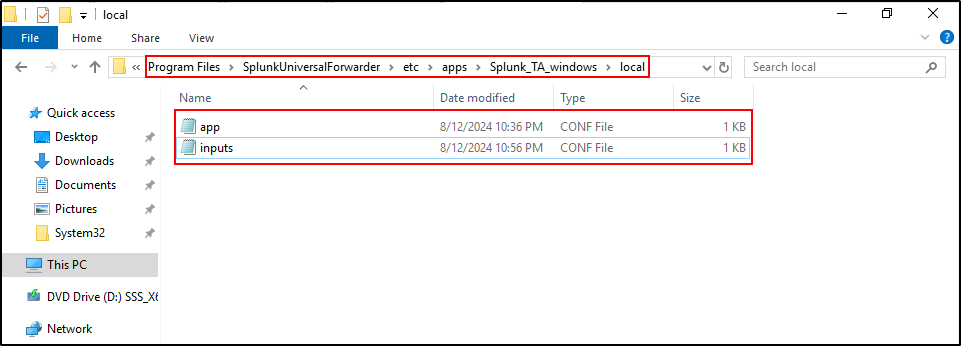 local
File Home Share View
« Program Files > SplunkUniversalForwarder > etc > apps > Splunk_TA_windows > local
Search local
Name Date modified Type Size
Quick access
Desktop
Downloads
Documents
Pictures
System32
This PC
DVD Drive (D:) SSS_X6
Network
app 8/12/2024 10:36 PM CONF File 1 KB
inputs 8/12/2024 10:56 PM CONF File 1 KB